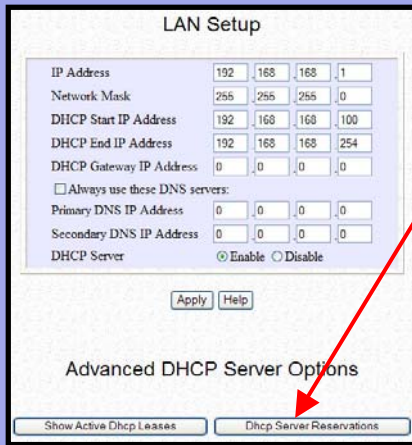 LAN Setup
IP Address 192 .168 .168 .1
Network Mask 255 .255 .255 .0
DHCP Start IP Address 192 .168 .168 .100
DHCP End IP Address 192 .168 .168 .254
DHCP Gateway IP Address 0 .0 .0 .0
Always use these DNS servers:
Primary DNS IP Address 0 .0 .0 .0
Secondary DNS IP Address 0 .0 .0 .0
DHCP Server Enable Disable
Apply Help
Advanced DHCP Server Options
Show Active Dhcp Leases Dhcp Server Reservations